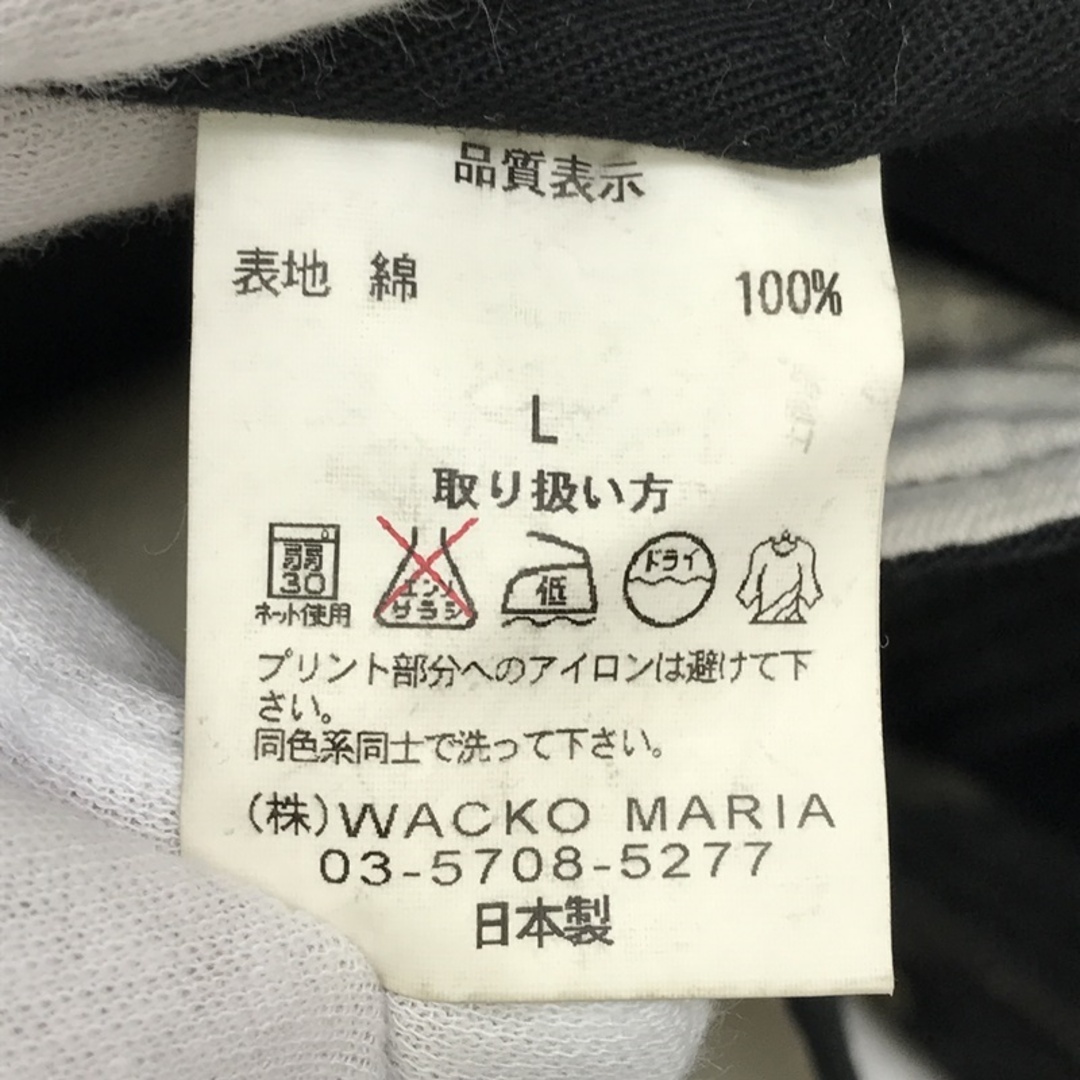 品質表示
表地 綿 100%
L
取り扱い方
弱 エンソ 低 ドライ
30 サラシ
ネット使用
プリント部分へのアイロンは避けて下
さい。
同色系同士で洗って下さい。
(株)WACKO MARIA
03-5708-5277
日本製